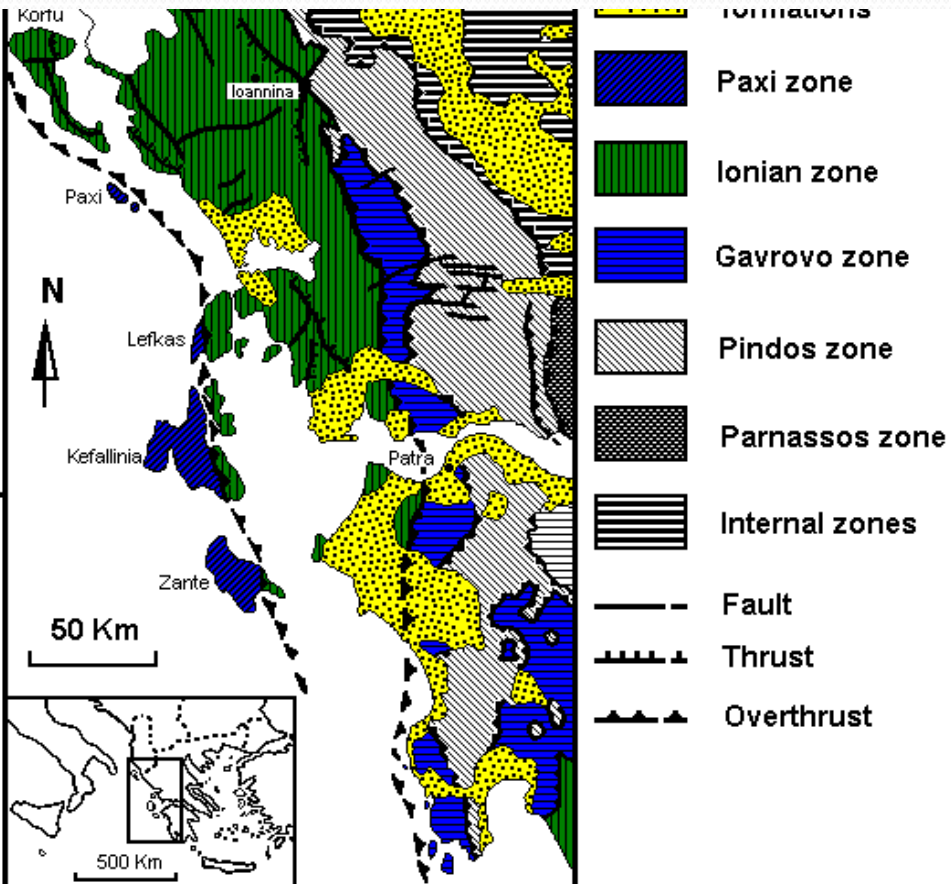 Korfu
Ioannina
Paxi
N
Lefkas
Kefallinia
Patra
Zante
50 Km
500 Km
formations
Paxi zone
Ionian zone
Gavrovo zone
Pindos zone
Parnassos zone
Internal zones
Fault
Thrust
Overthrust